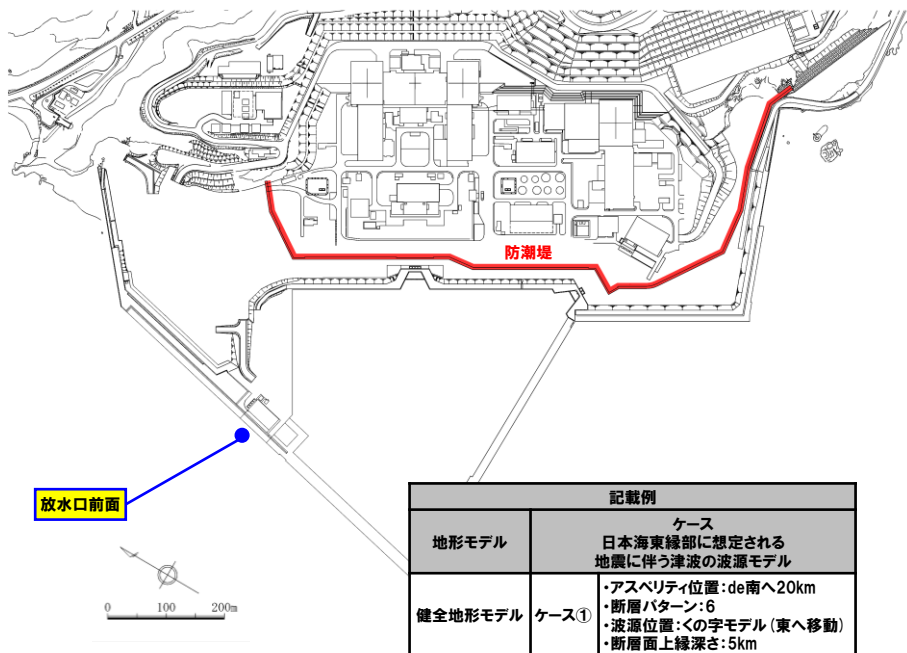 防潮堤
放水口前面
0 100 200m
記載例
地形モデル
ケース
日本海東縁部に想定される
地震に伴う津波の波源モデル
健全地形モデル
ケース①
・アスペリティ位置:de南へ20km
・断層パターン:6
・波源位置:くの字モデル(東へ移動)
・断層面上縁深さ:5km